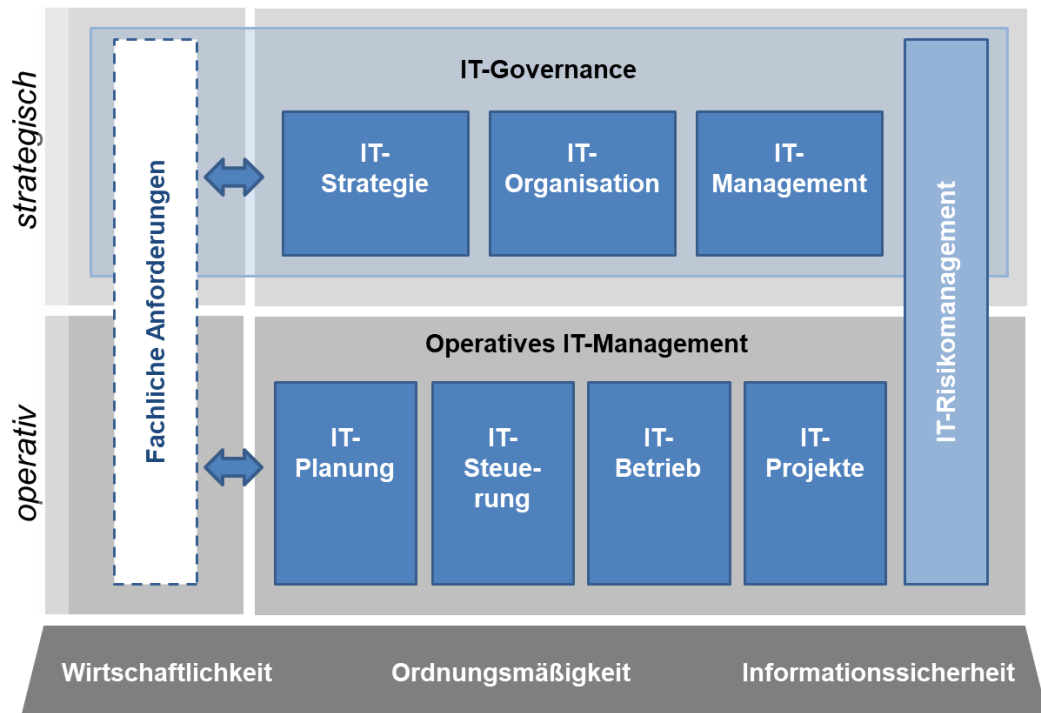 strategisch
Fachliche Anforderungen
IT-Governance
IT-
Strategie
IT-
Organisation
IT-
Management
IT-Risikomanagement
operativ
Operatives IT-Management
IT-
Planung
IT-
Steue-
rung
IT-
Betrieb
IT-
Projekte
Wirtschaftlichkeit
Ordnungsmäßigkeit
Informationssicherheit